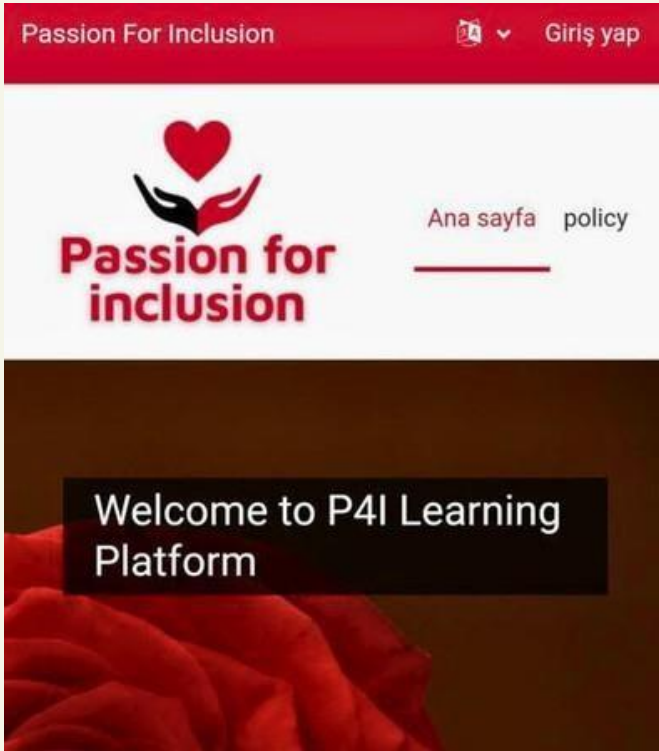 Passion For Inclusion
Giriş yap
Passion for
inclusion
Ana sayfa policy
Welcome to P4I Learning
Platform